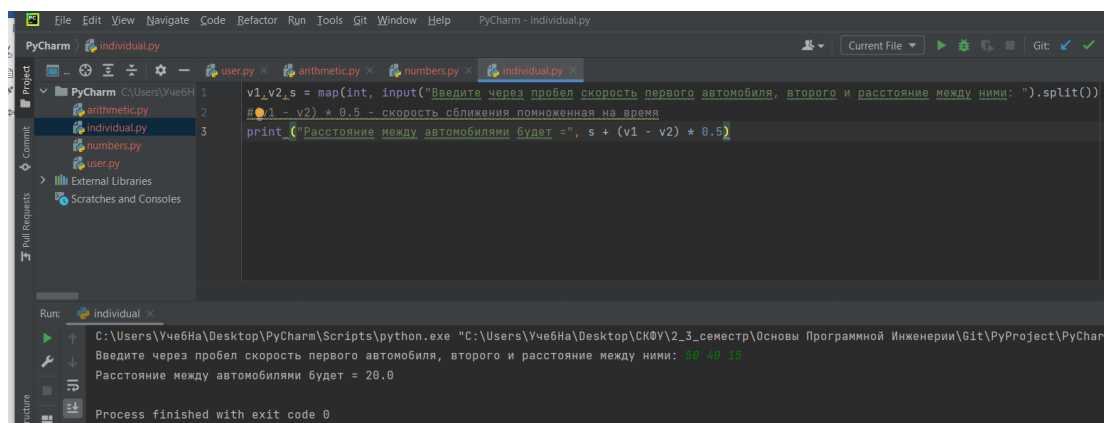 File Edit View Navigate Code Refactor Run Tools Git Window Help PyCharm - individual.py
PyCharm individual.py Current File Git:
user.py arithmetic.py numbers.py individual.py
Project
PyCharm C:\Users\Учe6Н
arithmetic.py
individual.py
numbers.py
user.py
External Libraries
Scratches and Consoles
Commit
Pull Requests
1 v1,v2,s = map(int, input("Введите через пробел скорость первого автомобиля, второго и расстояние между ними: ").split())
2 #(v1 - v2) * 0.5 - скорость сближения помноженная на время
3 print ("Расстояние между автомобилями будет =", s + (v1 - v2) * 0.5)
Run: individual
C:\Users\Учe6На\Desktop\PyCharm\Scripts\python.exe "C:\Users\Учe6На\Desktop\СКФУ\2_3_семестр\Основы Программной Инженерии\Git\PyProject\PyChar
Введите через пробел скорость первого автомобиля, второго и расстояние между ними: 50 40 15
Расстояние между автомобилями будет = 20.0
Process finished with exit code 0